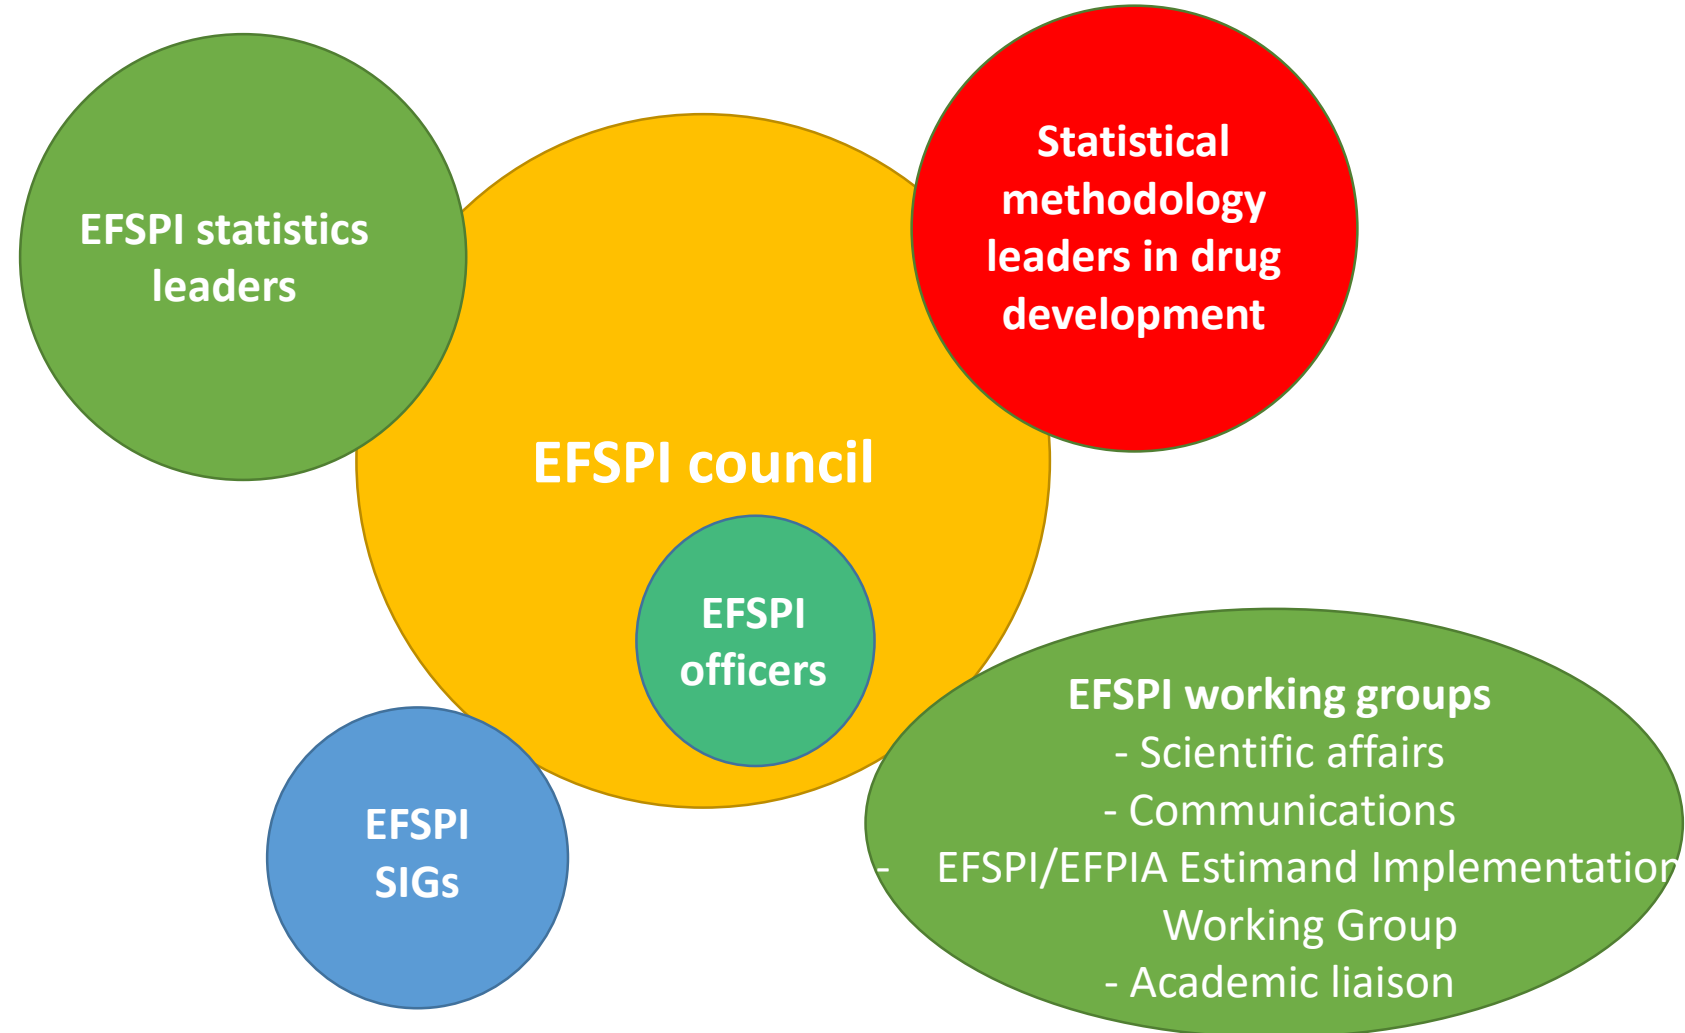 EFSPI statistics
leaders
Statistical
methodology
leaders in drug
development
EFSPI council
EFSPI
officers
EFSPI
SIGs
EFSPI working groups
- Scientific affairs
- Communications
- EFSPI/EFPIA Estimand Implementation
Working Group
- Academic liaison